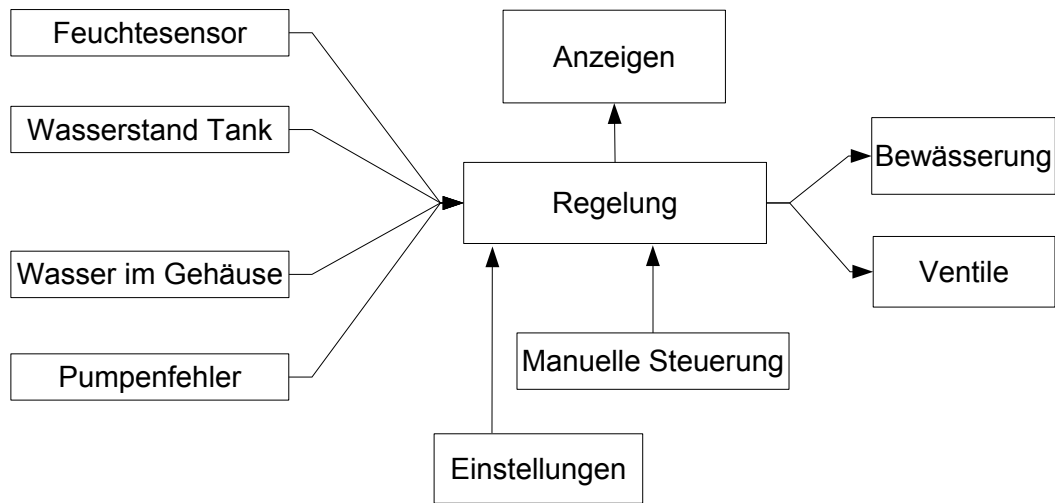 Feuchtesensor
Anzeigen
Wasserstand Tank
Bewässerung
Regelung
Wasser im Gehäuse
Ventile
Manuelle Steuerung
Pumpenfehler
Einstellungen